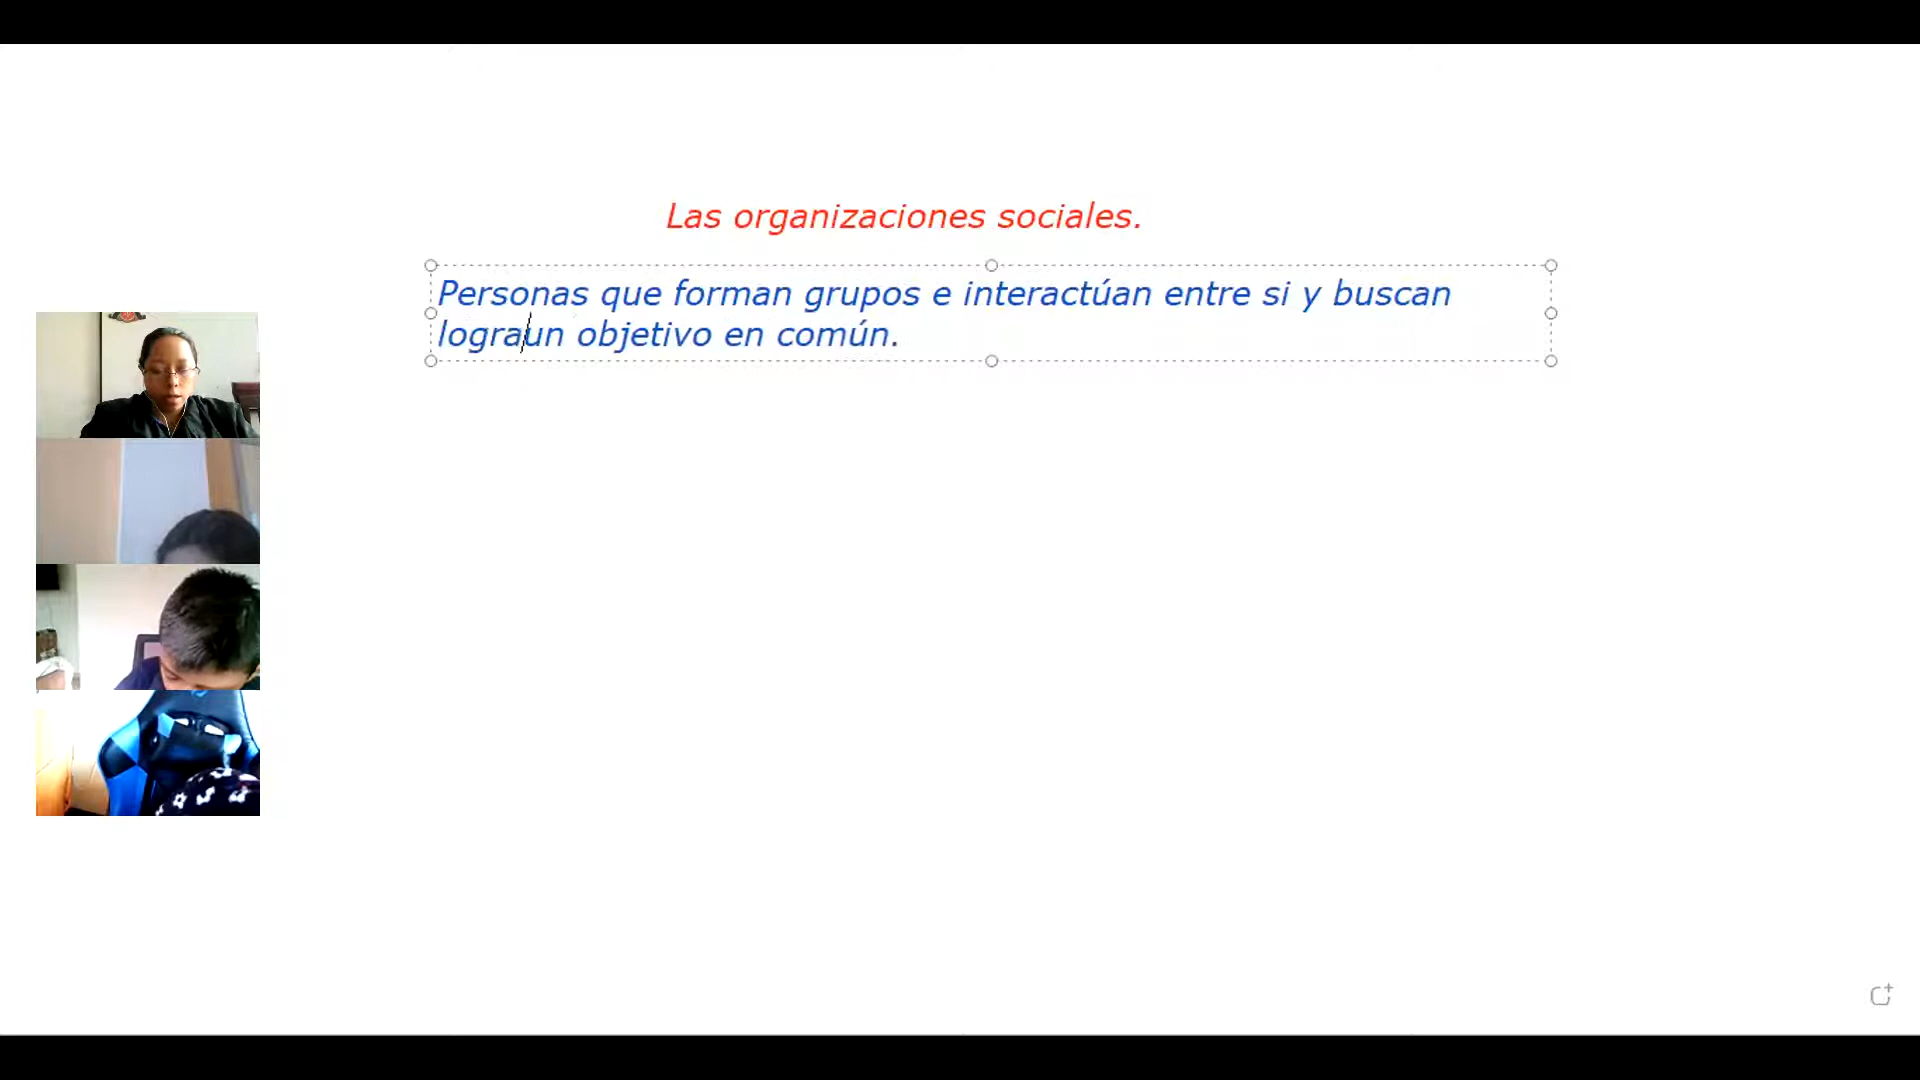 Las organizaciones sociales.
Personas que forman grupos e interactúan entre si y buscan
lograun objetivo en común.